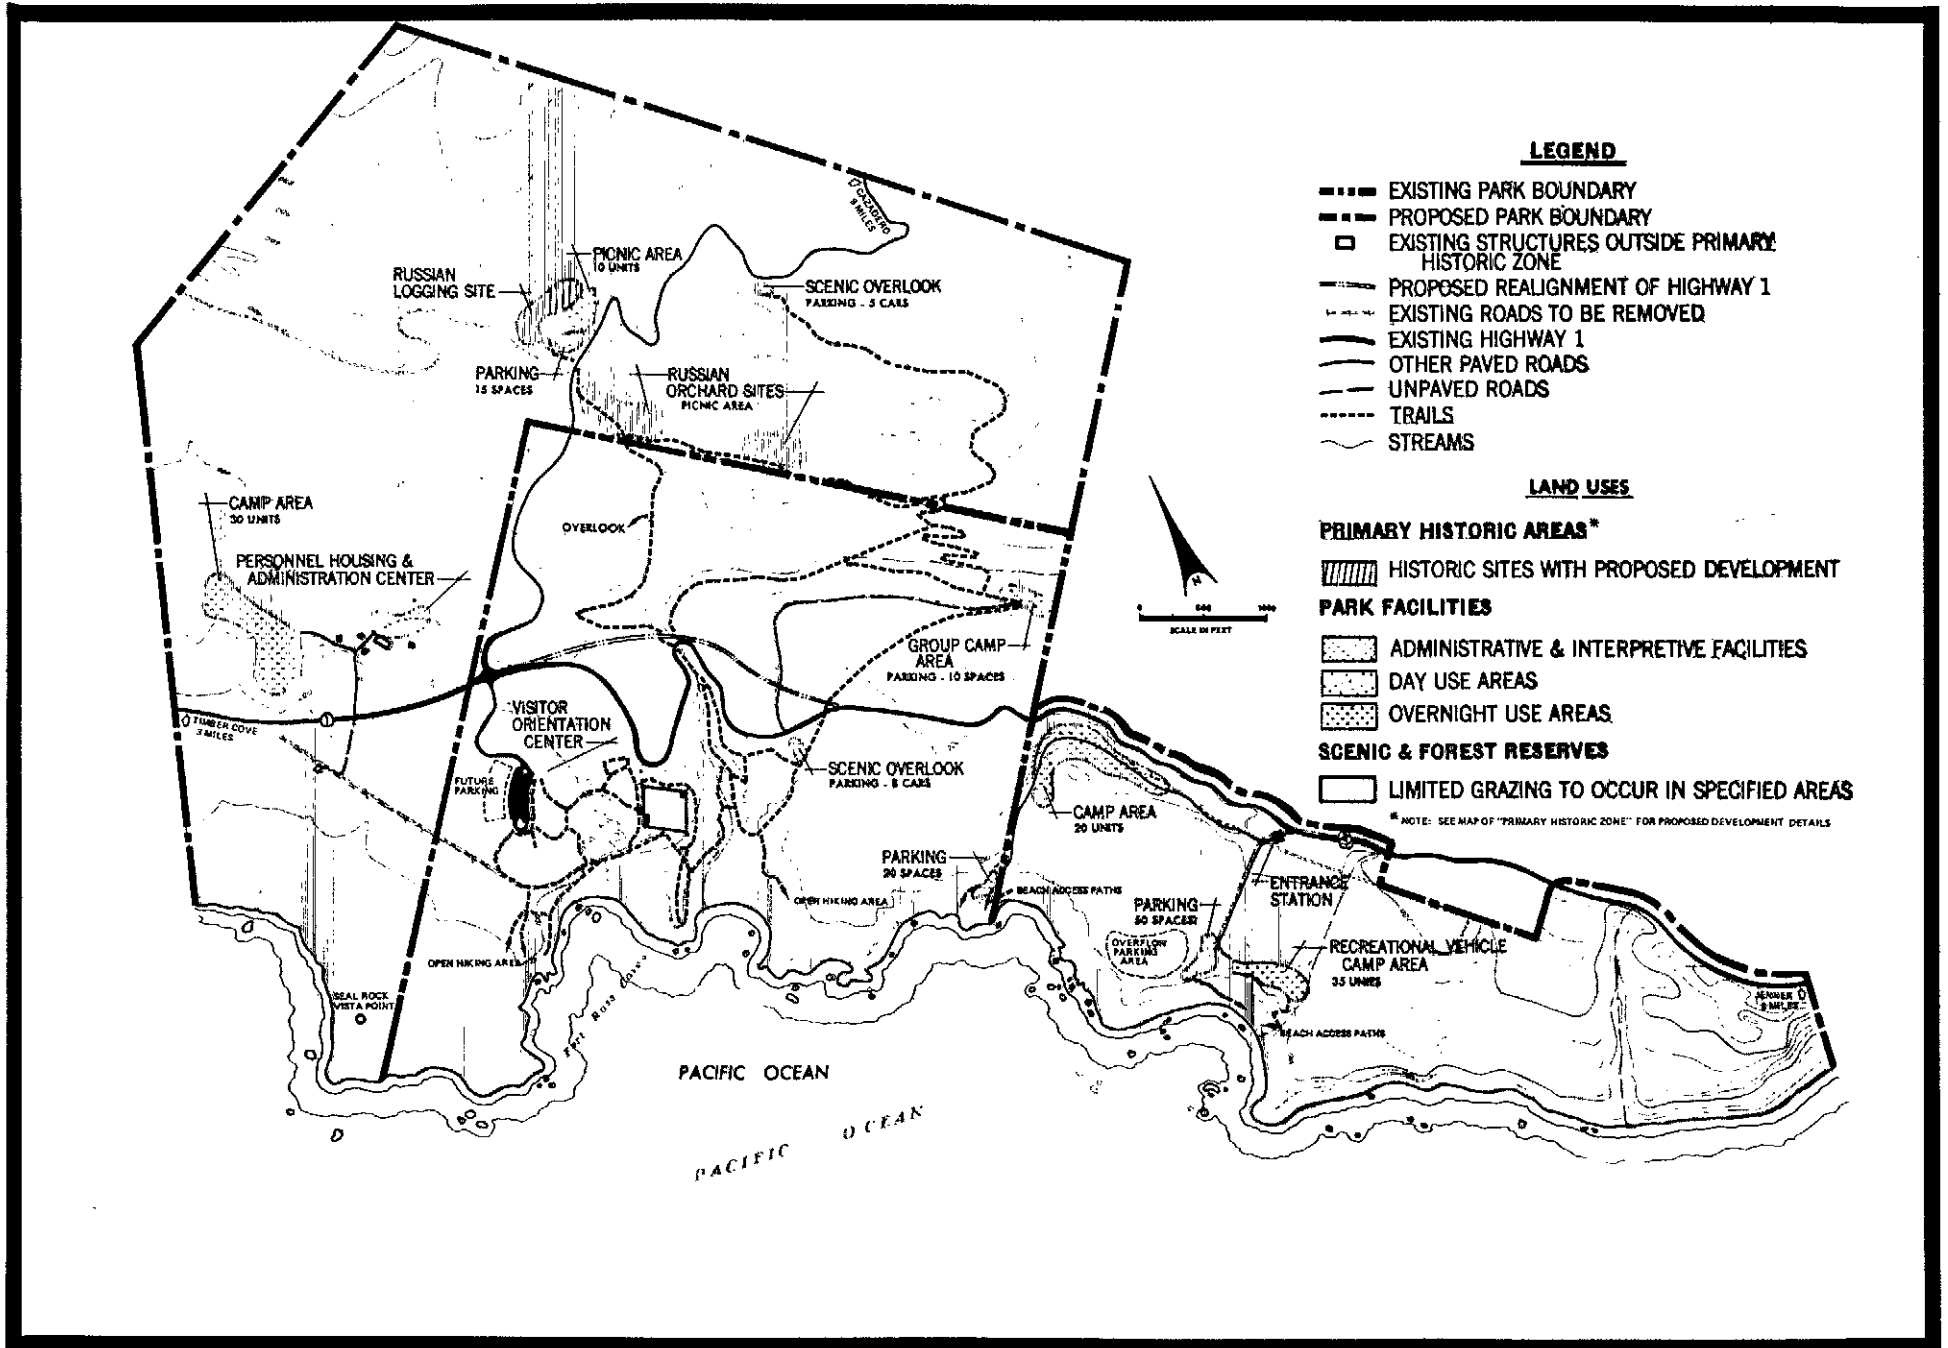 CAZADERO
8 MILES
PICNIC AREA
10 UNITS
RUSSIAN
LOGGING SITE
SCENIC OVERLOOK
PARKING - 5 CARS
PARKING
15 SPACES
RUSSIAN
ORCHARD SITES
PICNIC AREA
CAMP AREA
30 UNITS
OVERLOOK
PERSONNEL HOUSING &
ADMINISTRATION CENTER
GROUP CAMP
AREA
PARKING - 10 SPACES
TIMBER COVE
3 MILES
1
VISITOR
ORIENTATION
CENTER
FUTURE
PARKING
SCENIC OVERLOOK
PARKING - 8 CARS
CAMP AREA
20 UNITS
PARKING
20 SPACES
BEACH ACCESS PATHS
OPEN HIKING AREA
ENTRANCE
STATION
PARKING
50 SPACES
OVERFLOW
PARKING
AREA
RECREATIONAL VEHICLE
CAMP AREA
35 UNITS
BEACH ACCESS PATHS
OPEN HIKING AREA
SEAL ROCK
VISTA POINT
Fort Ross Cove
JENNER
PACIFIC OCEAN
PACIFIC OCEAN
N
SCALE IN FEET
LEGEND
EXISTING PARK BOUNDARY
PROPOSED PARK BOUNDARY
EXISTING STRUCTURES OUTSIDE PRIMARY
HISTORIC ZONE
PROPOSED REALIGNMENT OF HIGHWAY 1
EXISTING ROADS TO BE REMOVED
EXISTING HIGHWAY 1
OTHER PAVED ROADS
UNPAVED ROADS
TRAILS
STREAMS
LAND USES
PRIMARY HISTORIC AREAS*
HISTORIC SITES WITH PROPOSED DEVELOPMENT
PARK FACILITIES
ADMINISTRATIVE & INTERPRETIVE FACILITIES
DAY USE AREAS
OVERNIGHT USE AREAS
SCENIC & FOREST RESERVES
LIMITED GRAZING TO OCCUR IN SPECIFIED AREAS
* NOTE: SEE MAP OF "PRIMARY HISTORIC ZONE" FOR PROPOSED DEVELOPMENT DETAILS